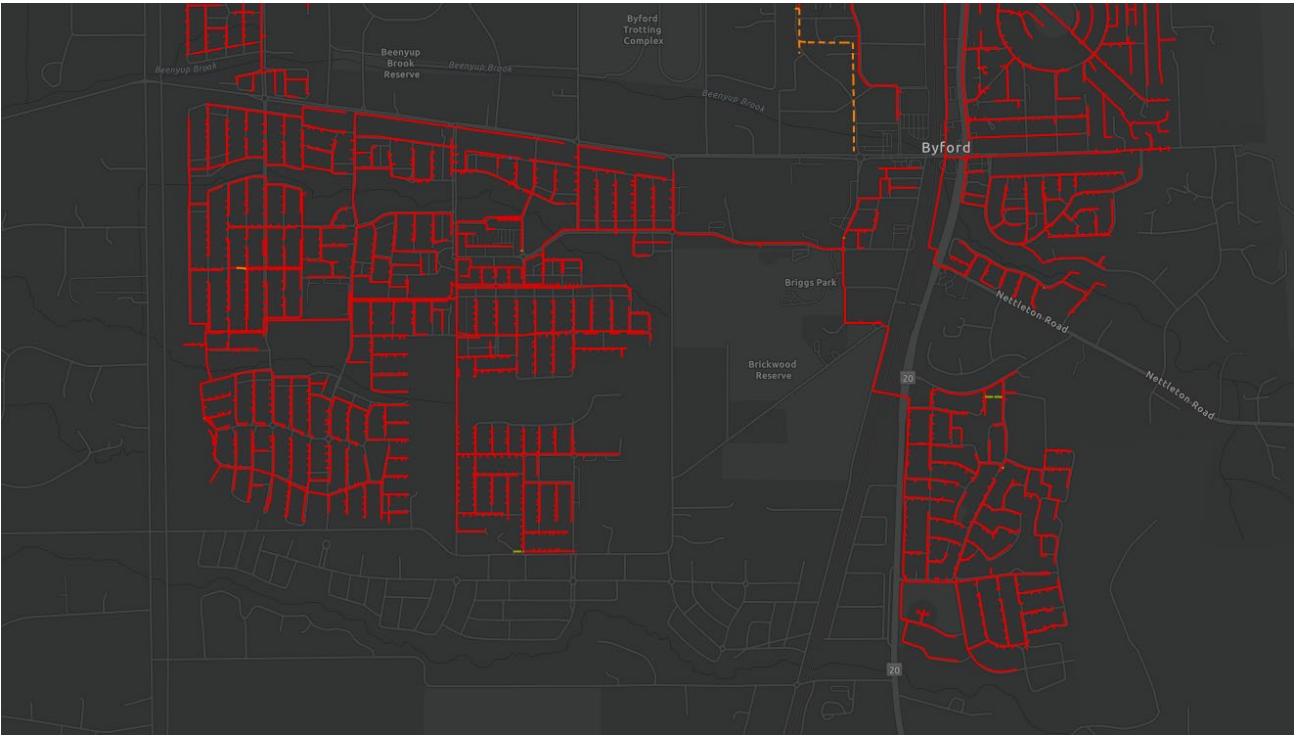 Byford
Trotting
Complex
Beenyup
Brook
Reserve
Beenyup Brook
Beenyup Brook
Beenyup Brook
Byford
Briggs Park
Nettleton Road
Brickwood
Reserve
20
Nettleton Road
20